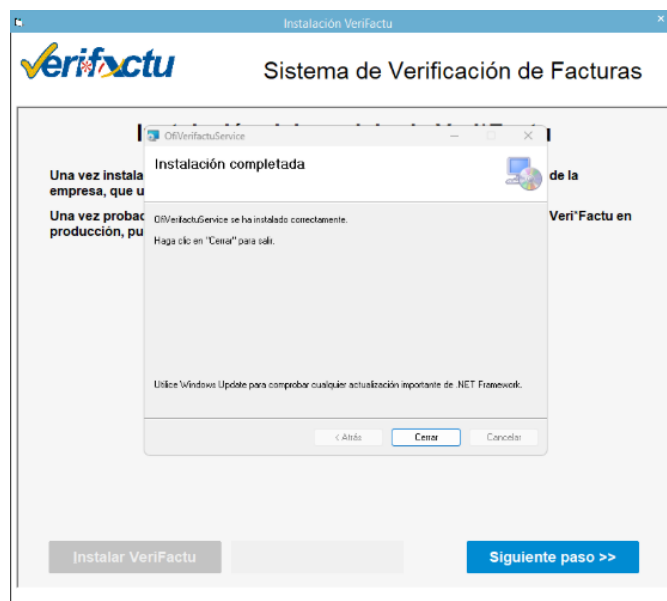 Instalación VeriFactu
Verifactu
Sistema de Verificación de Facturas
OfiVerifactuService
Instalación completada
Una vez instala
de la
empresa, que u
Una vez probac
Veri*Factu en
producción, pu
OfiVerifactuService se ha instalado correctamente.
Haga clic en "Cerrar" para salir.
Utilice Windows Update para comprobar cualquier actualización importante de .NET Framework.
< Atrás
Cerrar
Cancelar
Instalar VeriFactu
Siguiente paso >>